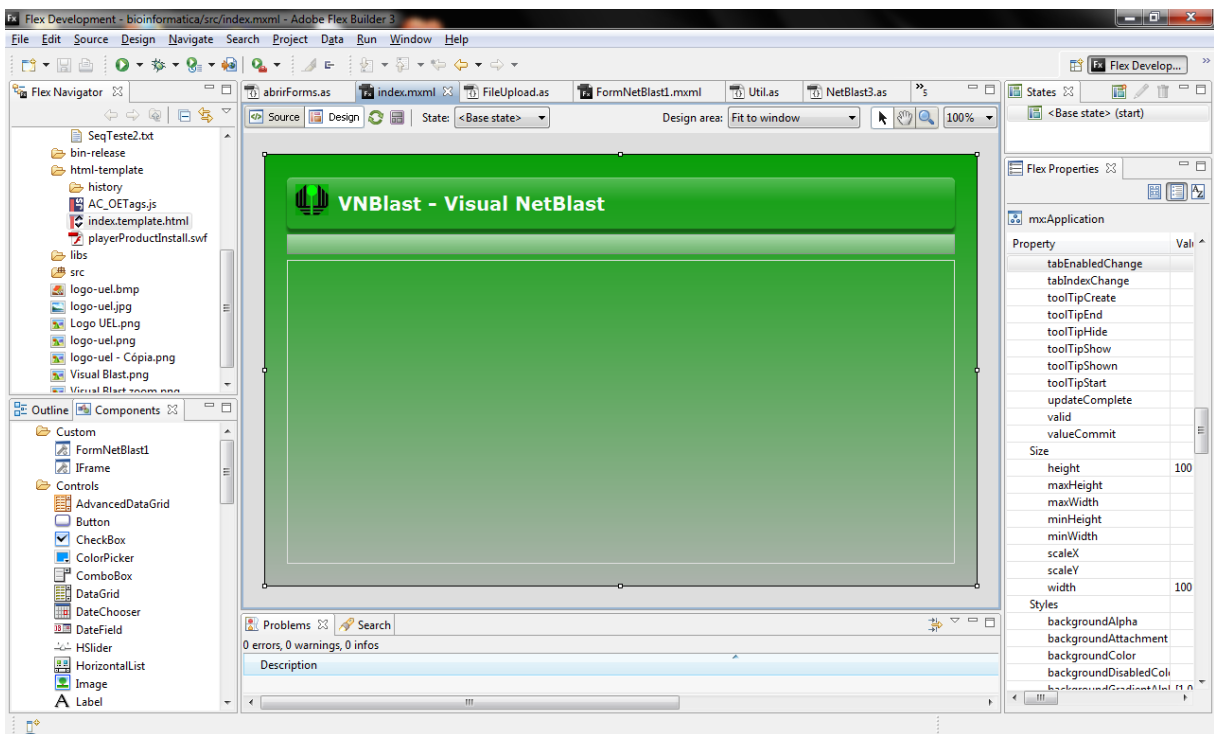 Flex Development - bioinformatica/src/index.mxml - Adobe Flex Builder 3
File Edit Source Design Navigate Search Project Data Run Window Help
Flex Develop...
Flex Navigator
SeqTeste2.txt
bin-release
html-template
history
AC_OETags.js
index.template.html
playerProductInstall.swf
libs
src
logo-uel.bmp
logo-uel.jpg
Logo UEL.png
logo-uel.png
logo-uel - Cópia.png
Visual Blast.png
Visual Blast zoom.png
Outline Components
Custom
FormNetBlast1
IFrame
Controls
AdvancedDataGrid
Button
CheckBox
ColorPicker
ComboBox
DataGrid
DateChooser
DateField
HSlider
HorizontalList
Image
Label
abrirForms.as index.mxml FileUpload.as FormNetBlast1.mxml Util.as NetBlast3.as 5
Source Design State: <Base state> Design area: Fit to window 100%
VNBlast - Visual NetBlast
Problems Search
0 errors, 0 warnings, 0 infos
Description
States
<Base state> (start)
Flex Properties
mx:Application
Property Valu
tabEnabledChange
tabIndexChange
toolTipCreate
toolTipEnd
toolTipHide
toolTipShow
toolTipShown
toolTipStart
updateComplete
valid
valueCommit
Size
height 100
maxHeight
maxWidth
minHeight
minWidth
scaleX
scaleY
width 100
Styles
backgroundAlpha
backgroundAttachment
backgroundColor
backgroundDisabledCol